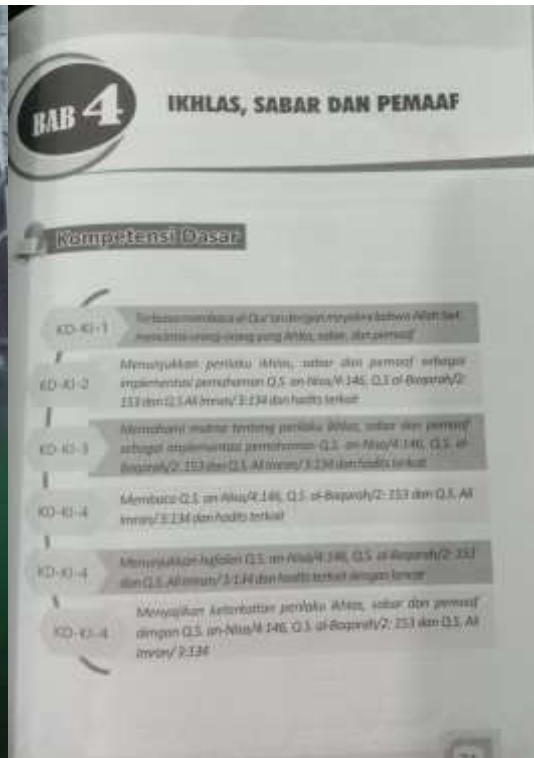 BAB 4
IKHLAS, SABAR DAN PEMAAF
Kompetensi Dasar
KD-KI-1
Terbiasa membaca al-Qur'an dengan meyakini bahwa Allah Swt.
mencintai orang-orang yang ikhlas, sabar, dan pemaaf
KD-KI-2
Menunjukkan perilaku ikhlas, sabar dan pemaaf sebagai
implementasi pemahaman Q.S. an-Nisa/4:146, Q.S al-Baqarah/2:
153 dan Q.S Ali Imran/ 3:134 dan hadits terkait
KD-KI-3
Memahami makna tentang perilaku ikhlas, sabar dan pemaaf
sebagai implementasi pemahaman Q.S. an-Nisa/4:146, Q.S. al-
Baqarah/2: 153 dan Q.S. Ali Imran/ 3:134 dan hadits terkait
KD-KI-4
Membaca Q.S. an-Nisa/4:146, Q.S. al-Baqarah/2: 153 dan Q.S. Ali
Imran/ 3:134 dan hadits terkait
KD-KI-4
Menunjukkan hafalan Q.S. an-Nisa/4:146, Q.S. al-Baqarah/2: 153
dan Q.S. Ali Imran/ 3:134 dan hadits terkait dengan lancar
KD-KI-4
Menyajikan keterkaitan perilaku ikhlas, sabar dan pemaaf
dengan Q.S. an-Nisa/4:146, Q.S. al-Baqarah/2: 153 dan Q.S. Ali
Imran/ 3:134